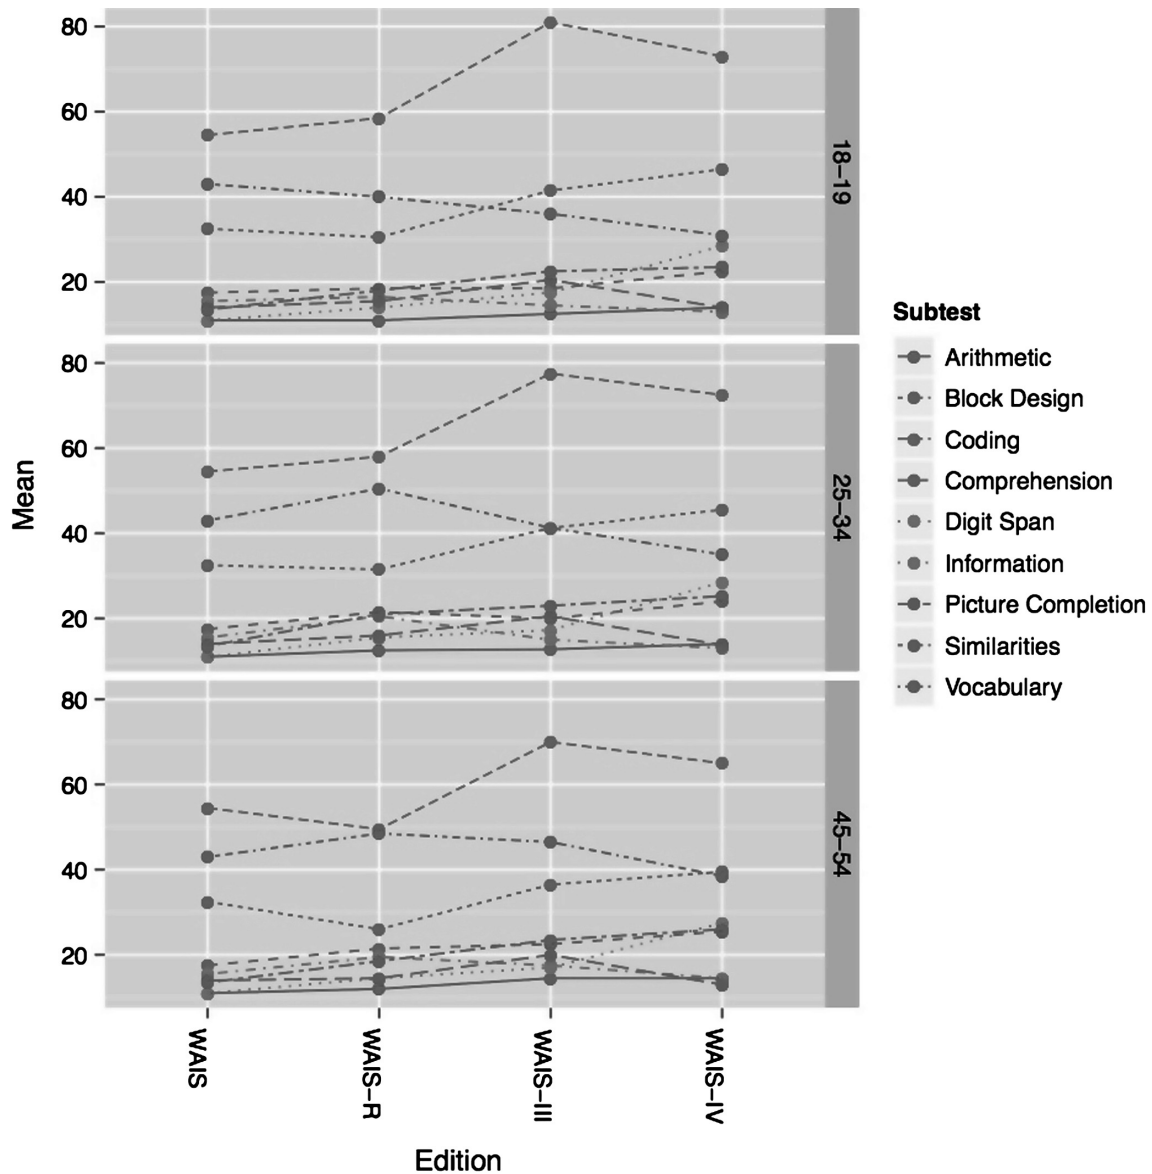 80
60
40
20
18–19
80
60
40
20
25–34
80
60
40
20
45–54
Mean
WAIS
WAIS–R
WAIS–III
WAIS–IV
Edition
Subtest
Arithmetic
Block Design
Coding
Comprehension
Digit Span
Information
Picture Completion
Similarities
Vocabulary